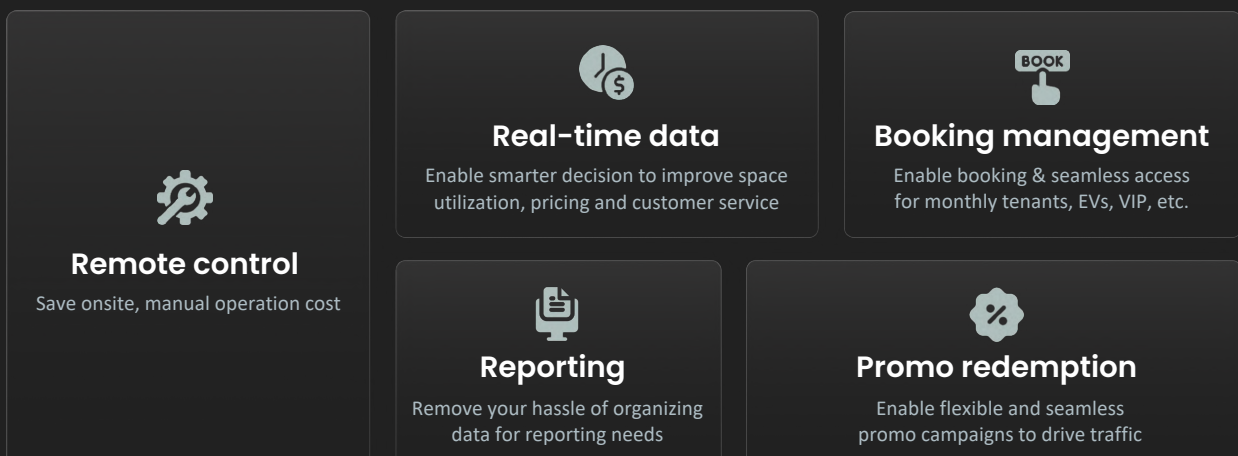 Remote control
Save onsite, manual operation cost
$
Real-time data
Enable smarter decision to improve space
utilization, pricing and customer service
BOOK
Booking management
Enable booking & seamless access
for monthly tenants, EVs, VIP, etc.
Reporting
Remove your hassle of organizing
data for reporting needs
%
Promo redemption
Enable flexible and seamless
promo campaigns to drive traffic